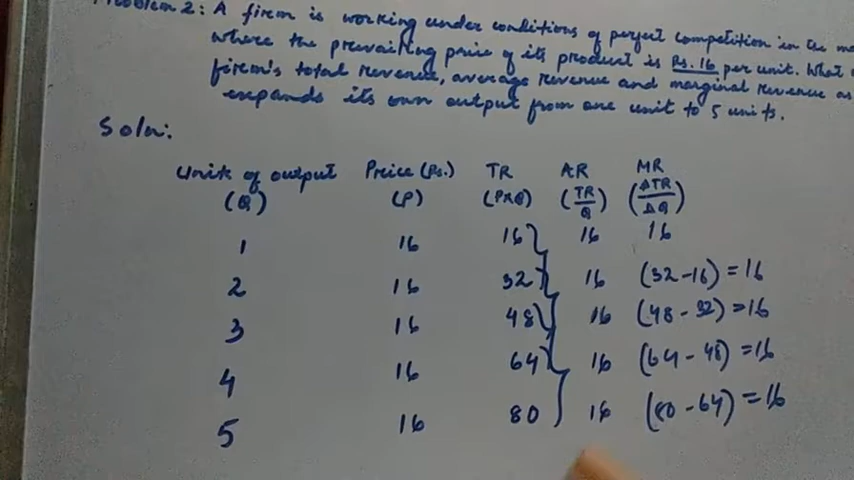 Problem 2: A firm is working under conditions of perfect competition in the
where the prevailing price of its product is Rs. 16 per unit. What
firm's total revenue, average revenue and marginal revenue as
expands its own output from one unit to 5 units.
Soln:
Units of output Price (Rs.) TR AR MR
(Q) (P) (P×Q) (TR/Q) (ΔTR/ΔQ)
1 16 16 16 16
2 16 32 16 (32-16) = 16
3 16 48 16 (48-32) = 16
4 16 64 16 (64-48) = 16
5 16 80 16 (80-64) = 16